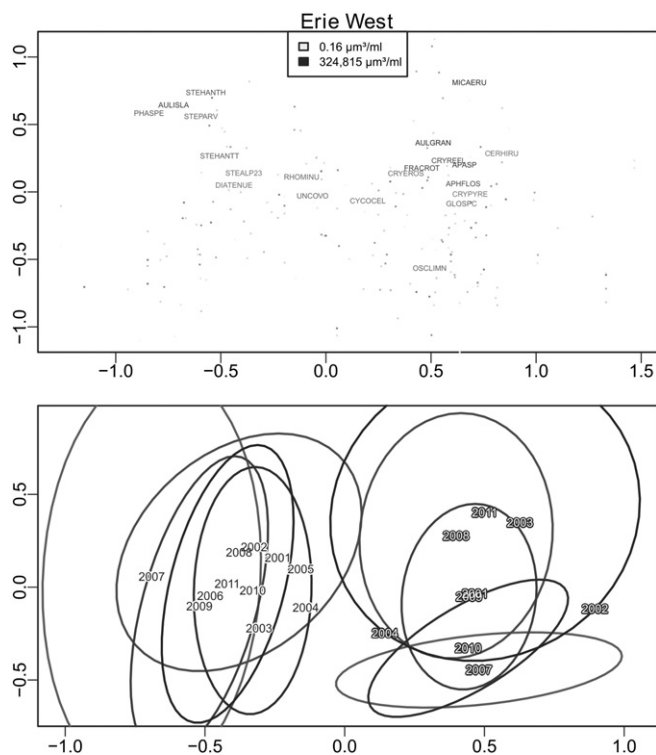 Erie West
0.16 µm³/ml
324,815 µm³/ml
1.0
0.5
0.0
−0.5
−1.0
MICAERU
STEHANTH
AULISLA
PHASPE
STEPARV
AULGRAN
STEHANTT
CERHIRU
CRYREFL
APASP
FRACROT
STEALP23
CRYEROS
RHOMINU
DIATENUE
APHFLOS
UNCOVO
CRYPYRE
CYCOCEL
GLOSPC
OSCLIMN
−1.0 −0.5 0.0 0.5 1.0 1.5
0.5
0.0
−0.5
2011
2003
2008
2002
2008
2001
2007
2005
2011
2010
2006
2009
2004
2003
2001
2002
2004
2010
2007
−1.0 −0.5 0.0 0.5 1.0